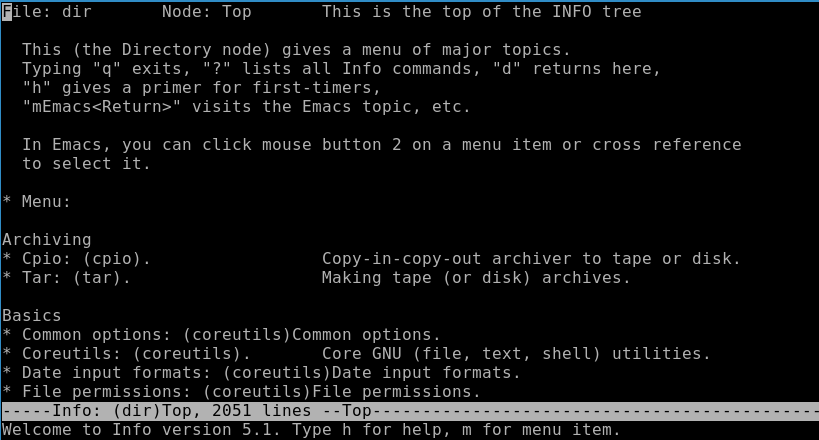 File: dir       Node: Top       This is the top of the INFO tree
  This (the Directory node) gives a menu of major topics.
  Typing "q" exits, "?" lists all Info commands, "d" returns here,
  "h" gives a primer for first-timers,
  "mEmacs<Return>" visits the Emacs topic, etc.
  In Emacs, you can click mouse button 2 on a menu item or cross reference
  to select it.
* Menu:
Archiving
* Cpio: (cpio).                 Copy-in-copy-out archiver to tape or disk.
* Tar: (tar).                   Making tape (or disk) archives.
Basics
* Common options: (coreutils)Common options.
* Coreutils: (coreutils).       Core GNU (file, text, shell) utilities.
* Date input formats: (coreutils)Date input formats.
* File permissions: (coreutils)File permissions.
-----Info: (dir)Top, 2051 lines --Top---------------------------------------------
Welcome to Info version 5.1. Type h for help, m for menu item.